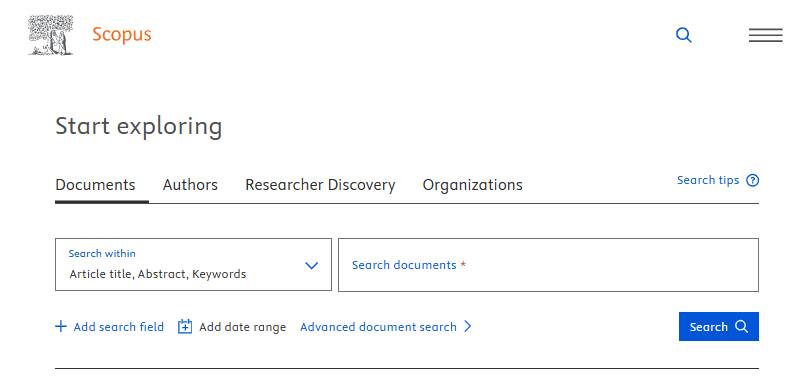 Scopus
Start exploring
Documents Authors Researcher Discovery Organizations Search tips
Search within
Article title, Abstract, Keywords
Search documents *
Add search field Add date range Advanced document search Search